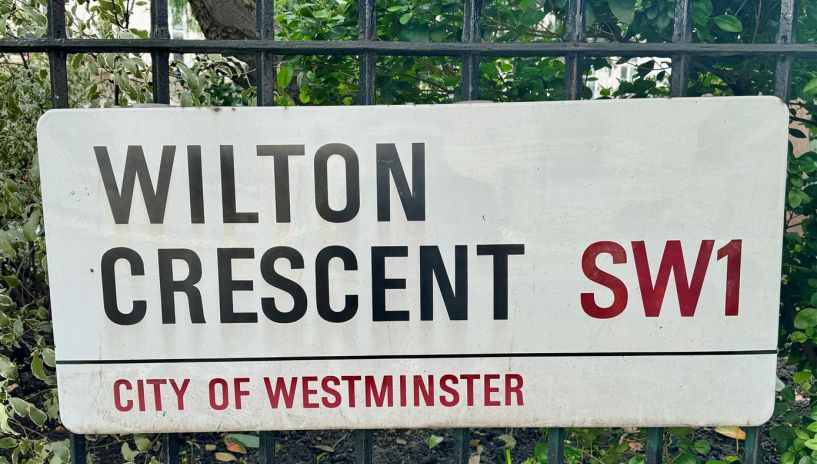 WILTON
CRESCENT SW1
CITY OF WESTMINSTER